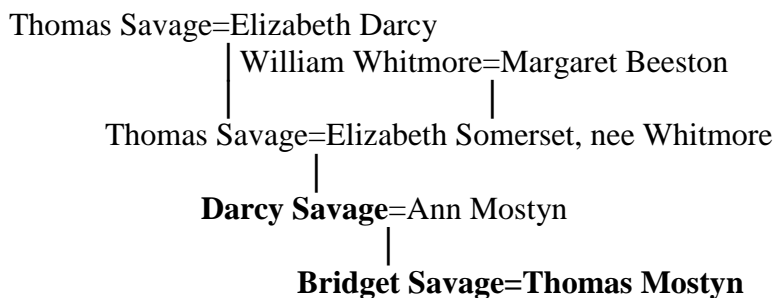 Thomas Savage=Elizabeth Darcy
William Whitmore=Margaret Beeston
Thomas Savage=Elizabeth Somerset, nee Whitmore
Darcy Savage=Ann Mostyn
Bridget Savage=Thomas Mostyn